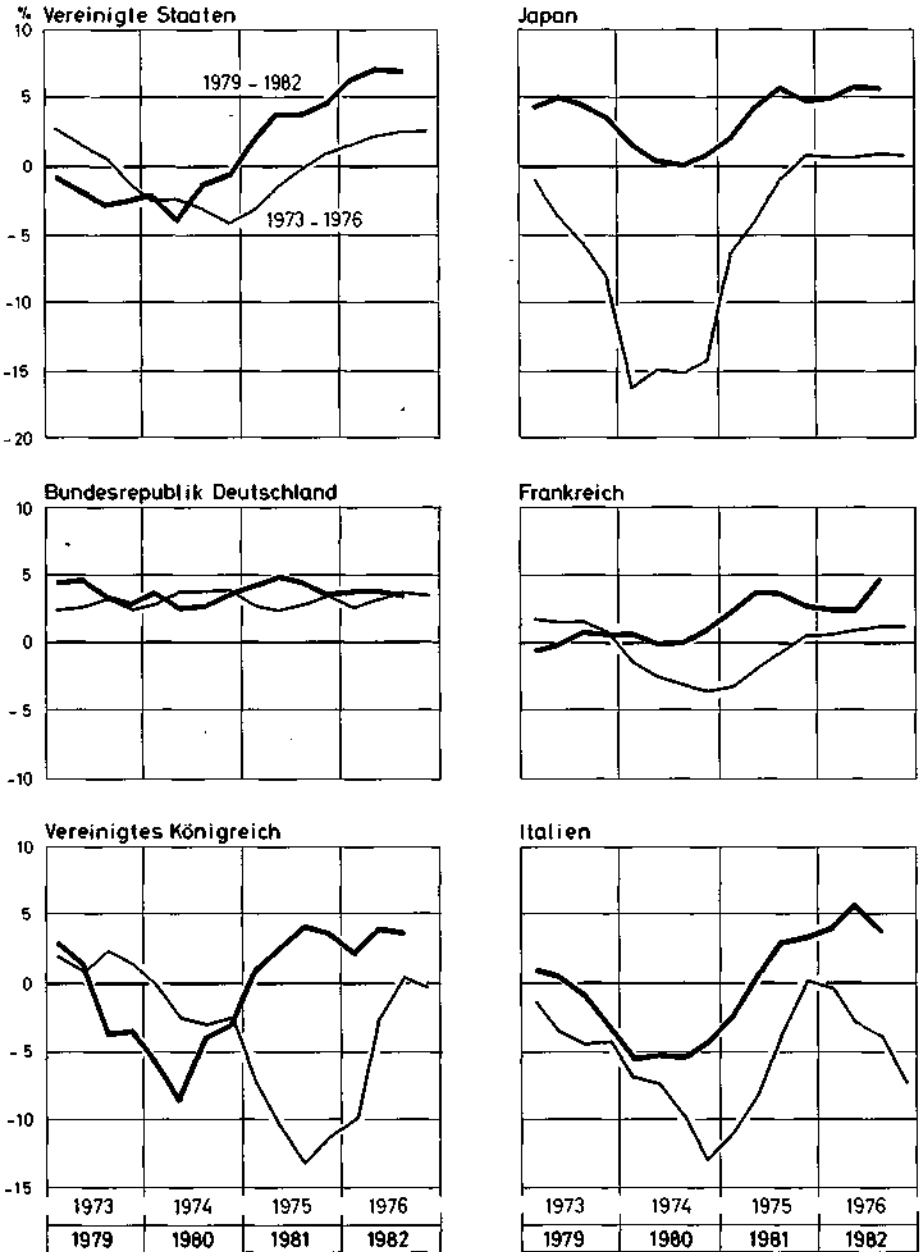 % Vereinigte Staaten
10
5
0
-5
-10
-15
-20
1979 - 1982
1973 - 1976
Japan
Bundesrepublik Deutschland
10
5
0
-5
-10
Frankreich
Vereinigtes Königreich
10
5
0
-5
-10
-15
Italien
1973 1974 1975 1976
1979 1980 1981 1982
1973 1974 1975 1976
1979 1980 1981 1982